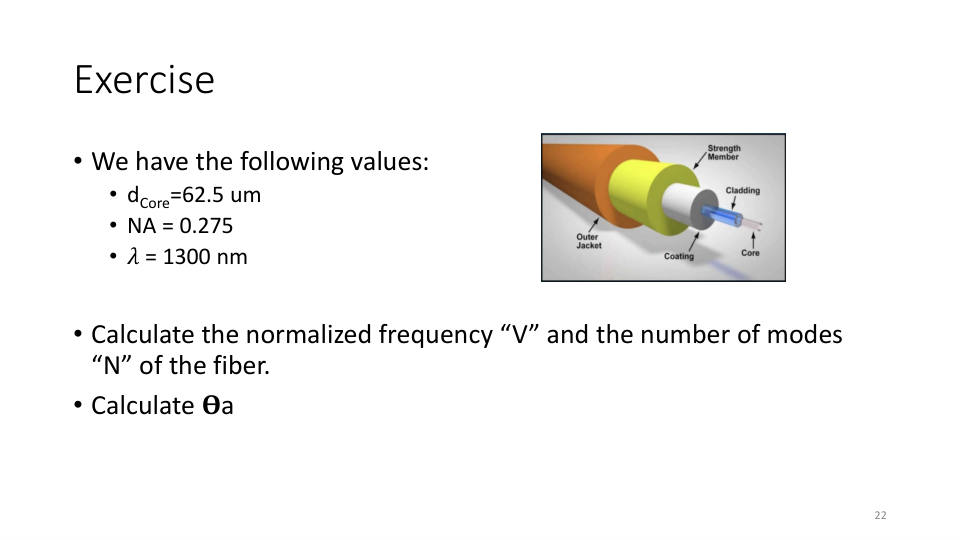 Exercise
• We have the following values:
• dCore=62.5 um
• NA = 0.275
• 𝜆 = 1300 nm
Strength
Member
Cladding
Outer
Jacket
Coating
Core
• Calculate the normalized frequency “V” and the number of modes
“N” of the fiber.
• Calculate ϴa
22